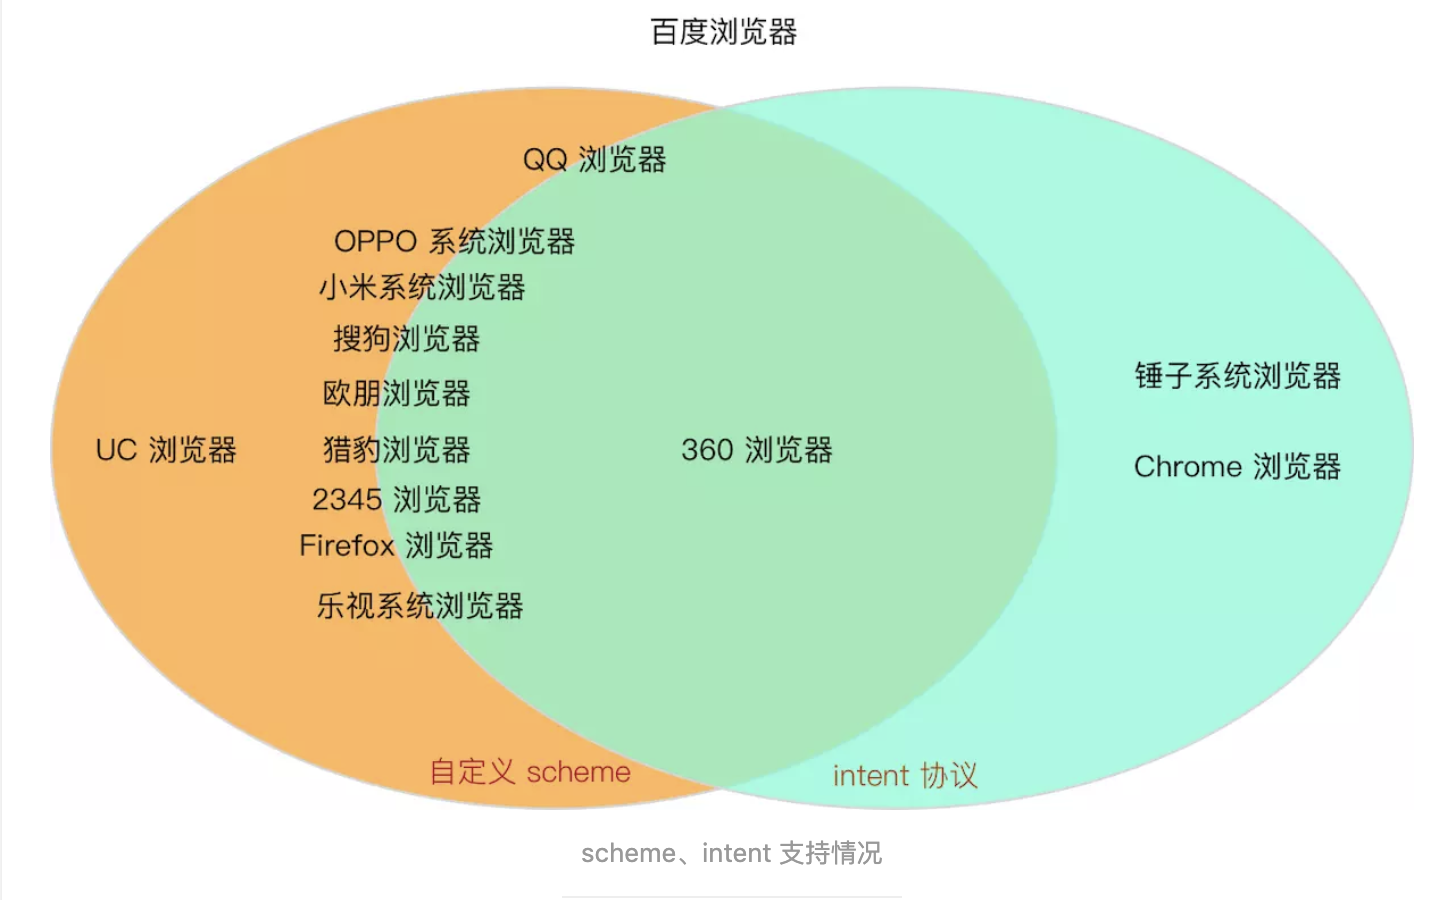 百度浏览器
QQ 浏览器
OPPO 系统浏览器
小米系统浏览器
搜狗浏览器
欧朋浏览器
UC 浏览器
猎豹浏览器
2345 浏览器
Firefox 浏览器
乐视系统浏览器
360 浏览器
锤子系统浏览器
Chrome 浏览器
自定义 scheme
intent 协议
scheme、intent 支持情况